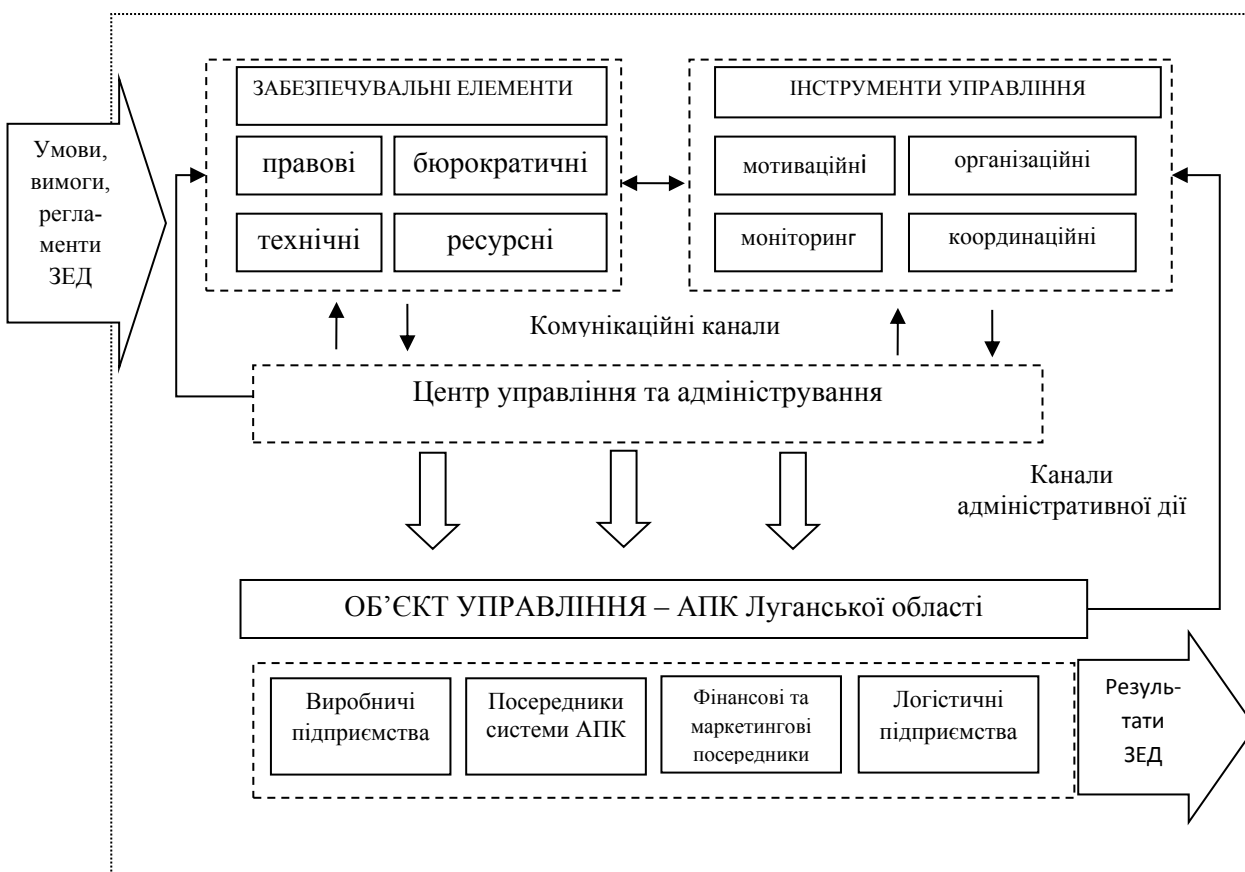 Умови,
вимоги,
регла-
менти
ЗЕД
ЗАБЕЗПЕЧУВАЛЬНІ ЕЛЕМЕНТИ
правові
бюрократичні
технічні
ресурсні
ІНСТРУМЕНТИ УПРАВЛІННЯ
мотиваційні
організаційні
моніторинг
координаційні
Комунікаційні канали
Центр управління та адміністрування
Канали
адміністративної дії
ОБ’ЄКТ УПРАВЛІННЯ – АПК Луганської області
Виробничі
підприємства
Посередники
системи АПК
Фінансові та
маркетингові
посередники
Логістичні
підприємства
Резуль-
тати
ЗЕД